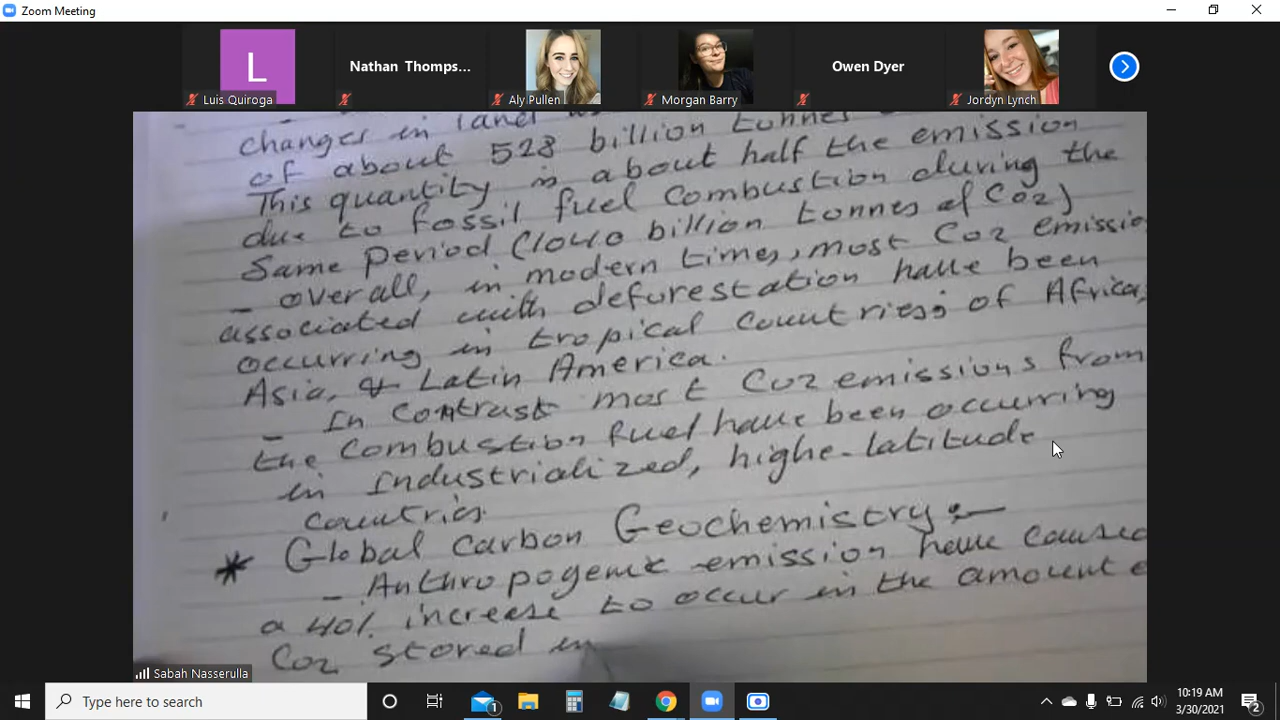 Zoom Meeting
L
Luis Quiroga
Nathan Thomps...
Aly Pullen
Morgan Barry
Owen Dyer
Jordyn Lynch
changes in land
of about 528 billion tonnes
This quantity is about half the emission
due to fossil fuel combustion during the
Same period (1040 billion tonnes of CO2)
- overall, in modern times, most CO2 emissio
associated with deforestation have been
occurring in tropical countries of Africa,
Asia, & Latin America.
- In contrast most CO2 emissions from
the combustion fuel have been occurring
in Industrialized, highe-latitude
countries
* Global carbon Geochemistry :-
- Anthropogenic emission have caused
a 40% increase to occur in the amount
CO2 stored in
Sabah Nasserulla
Type here to search
1
10:19 AM
3/30/2021
2